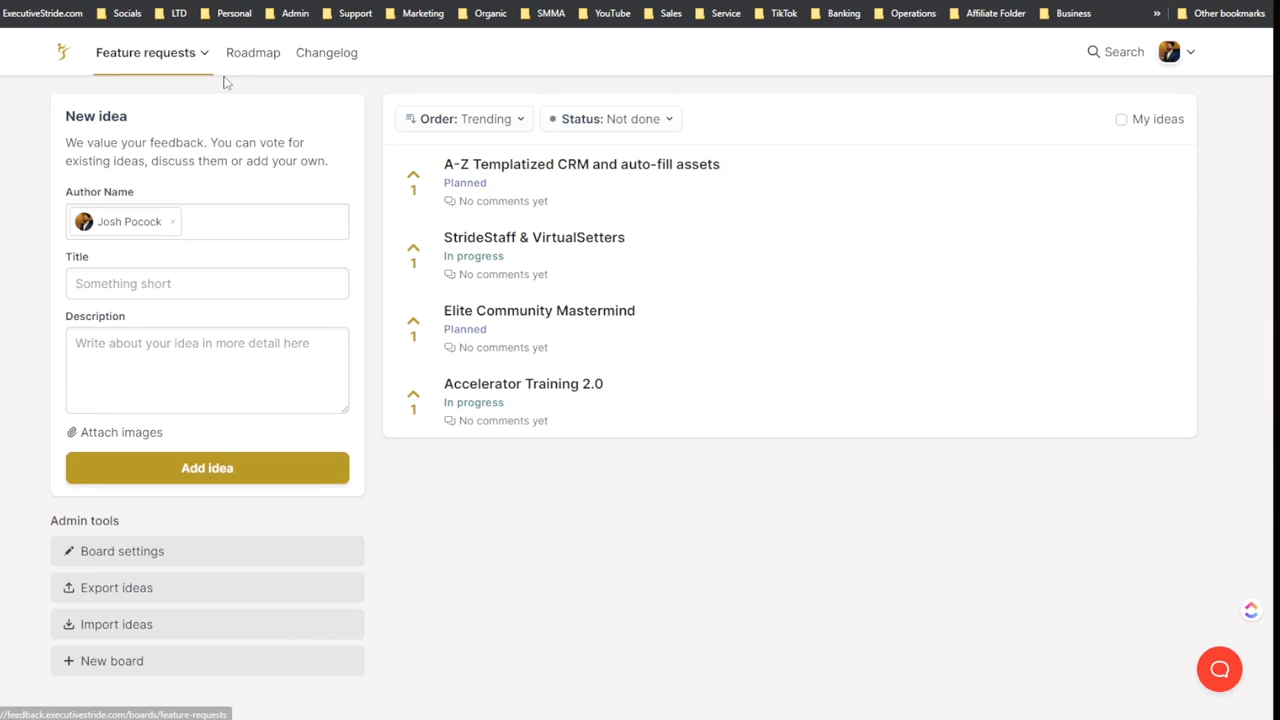 ExecutiveStride.com Socials LTD Personal Admin Support Marketing Organic SMMA YouTube Sales Service TikTok Banking Operations Affiliate Folder Business » Other bookmarks
Feature requests Roadmap Changelog Search
New idea
We value your feedback. You can vote for
existing ideas, discuss them or add your own.
Author Name
Josh Pocock ×
Title
Something short
Description
Write about your idea in more detail here
Attach images
Add idea
Admin tools
Board settings
Export ideas
Import ideas
New board
Order: Trending Status: Not done My ideas
A-Z Templatized CRM and auto-fill assets
1
Planned
No comments yet
StrideStaff & VirtualSetters
1
In progress
No comments yet
Elite Community Mastermind
1
Planned
No comments yet
Accelerator Training 2.0
1
In progress
No comments yet
//feedback.executivestride.com/boards/feature-requests